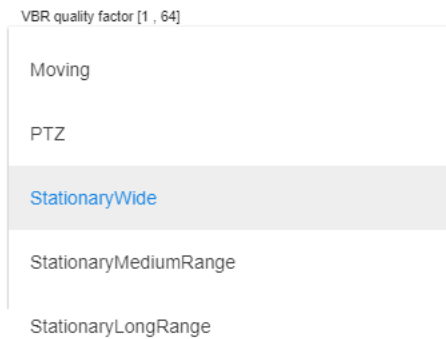 VBR quality factor [1 , 64]
Moving
PTZ
StationaryWide
StationaryMediumRange
StationaryLongRange